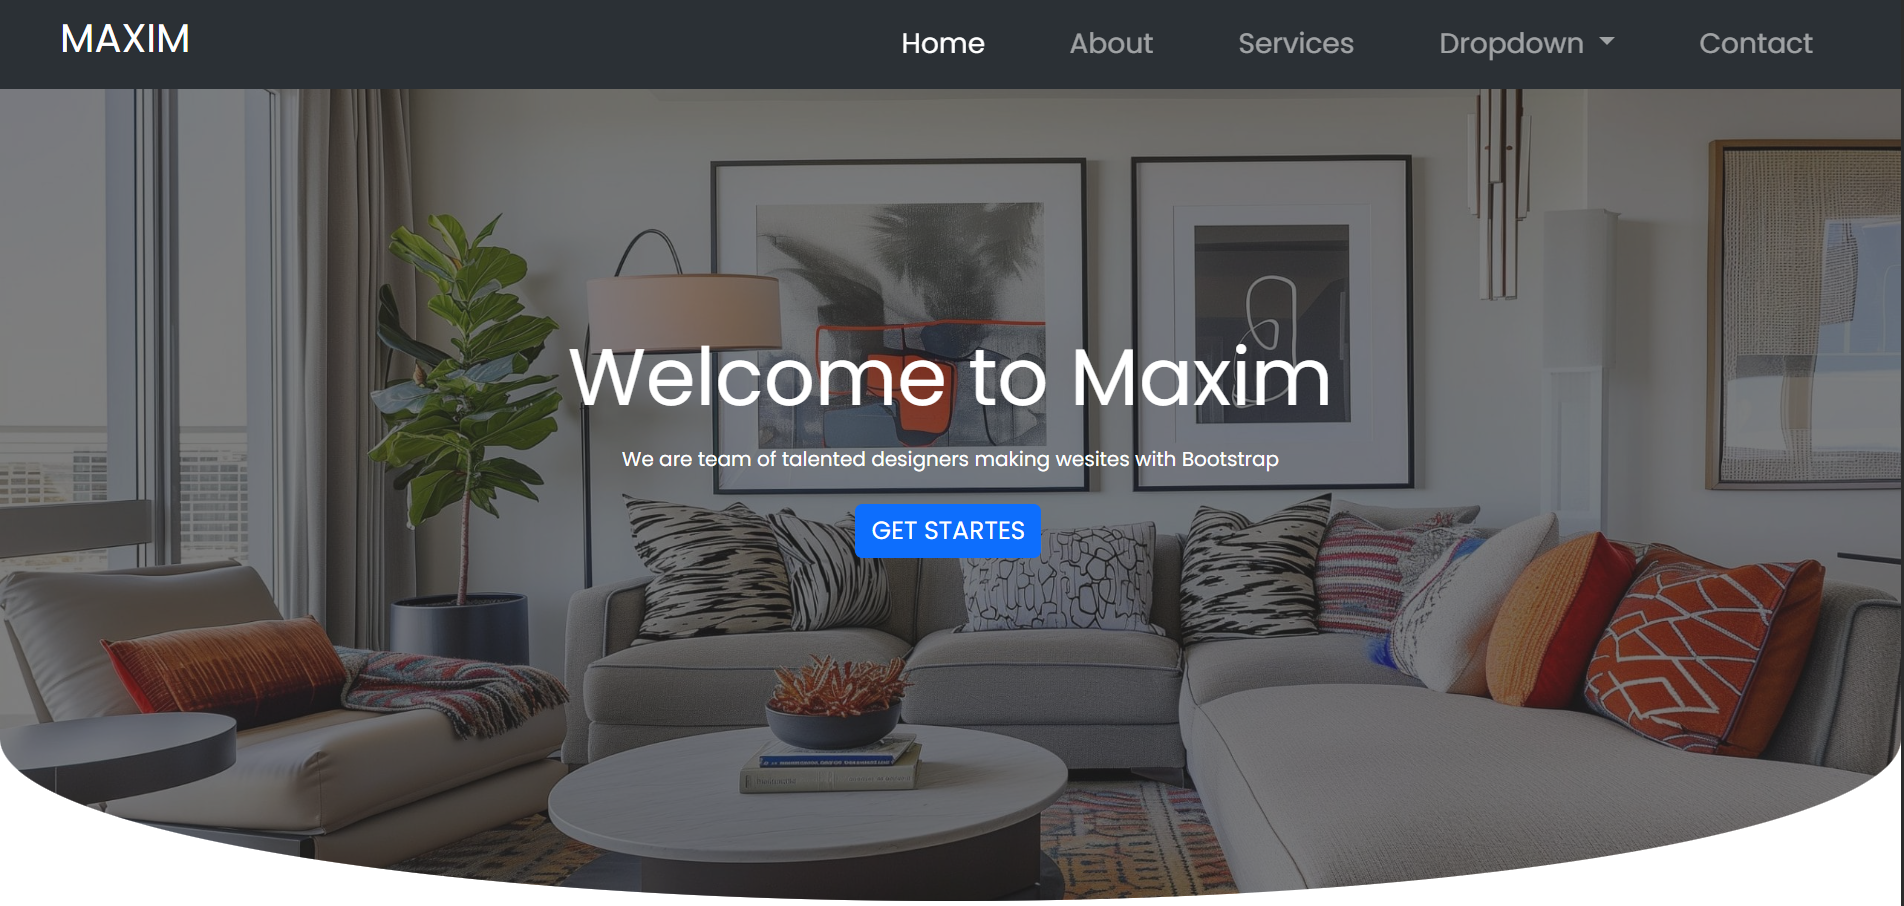 MAXIM
Home About Services Dropdown Contact
Welcome to Maxim
We are team of talented designers making wesites with Bootstrap
GET STARTES